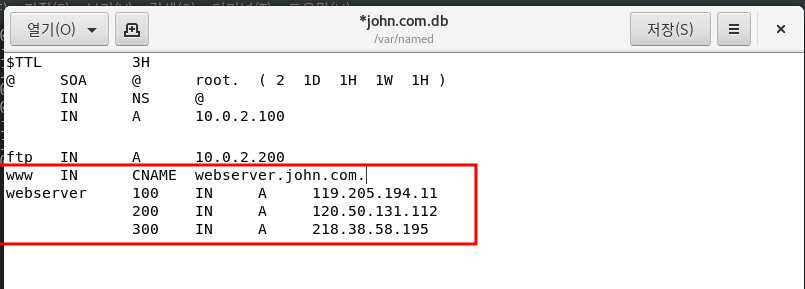 열기(O)
*john.com.db
/var/named
저장(S)
$TTL 3H
@ SOA @ root. ( 2 1D 1H 1W 1H )
IN NS @
IN A 10.0.2.100
ftp IN A 10.0.2.200
www IN CNAME webserver.john.com.
webserver 100 IN A 119.205.194.11
200 IN A 120.50.131.112
300 IN A 218.38.58.195